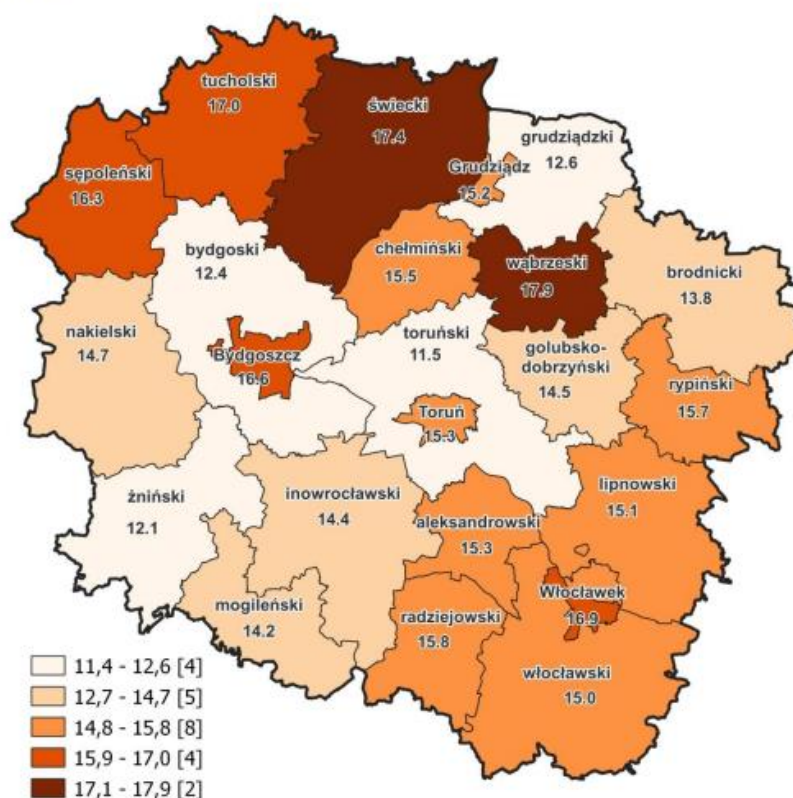 tucholski
17.0
świecki
17.4
grudziądzki
12.6
Grudziądz
15.2
sępoleński
16.3
bydgoski
12.4
chełmiński
15.5
wąbrzeski
17.9
brodnicki
13.8
nakielski
14.7
Bydgoszcz
16.6
toruński
11.5
golubsko-
dobrzyński
14.5
rypiński
15.7
Toruń
15.3
żniński
12.1
inowrocławski
14.4
aleksandrowski
15.3
lipnowski
15.1
mogileński
14.2
radziejowski
15.8
Włocławek
16.9
włocławski
15.0
11,4 - 12,6 [4]
12,7 - 14,7 [5]
14,8 - 15,8 [8]
15,9 - 17,0 [4]
17,1 - 17,9 [2]